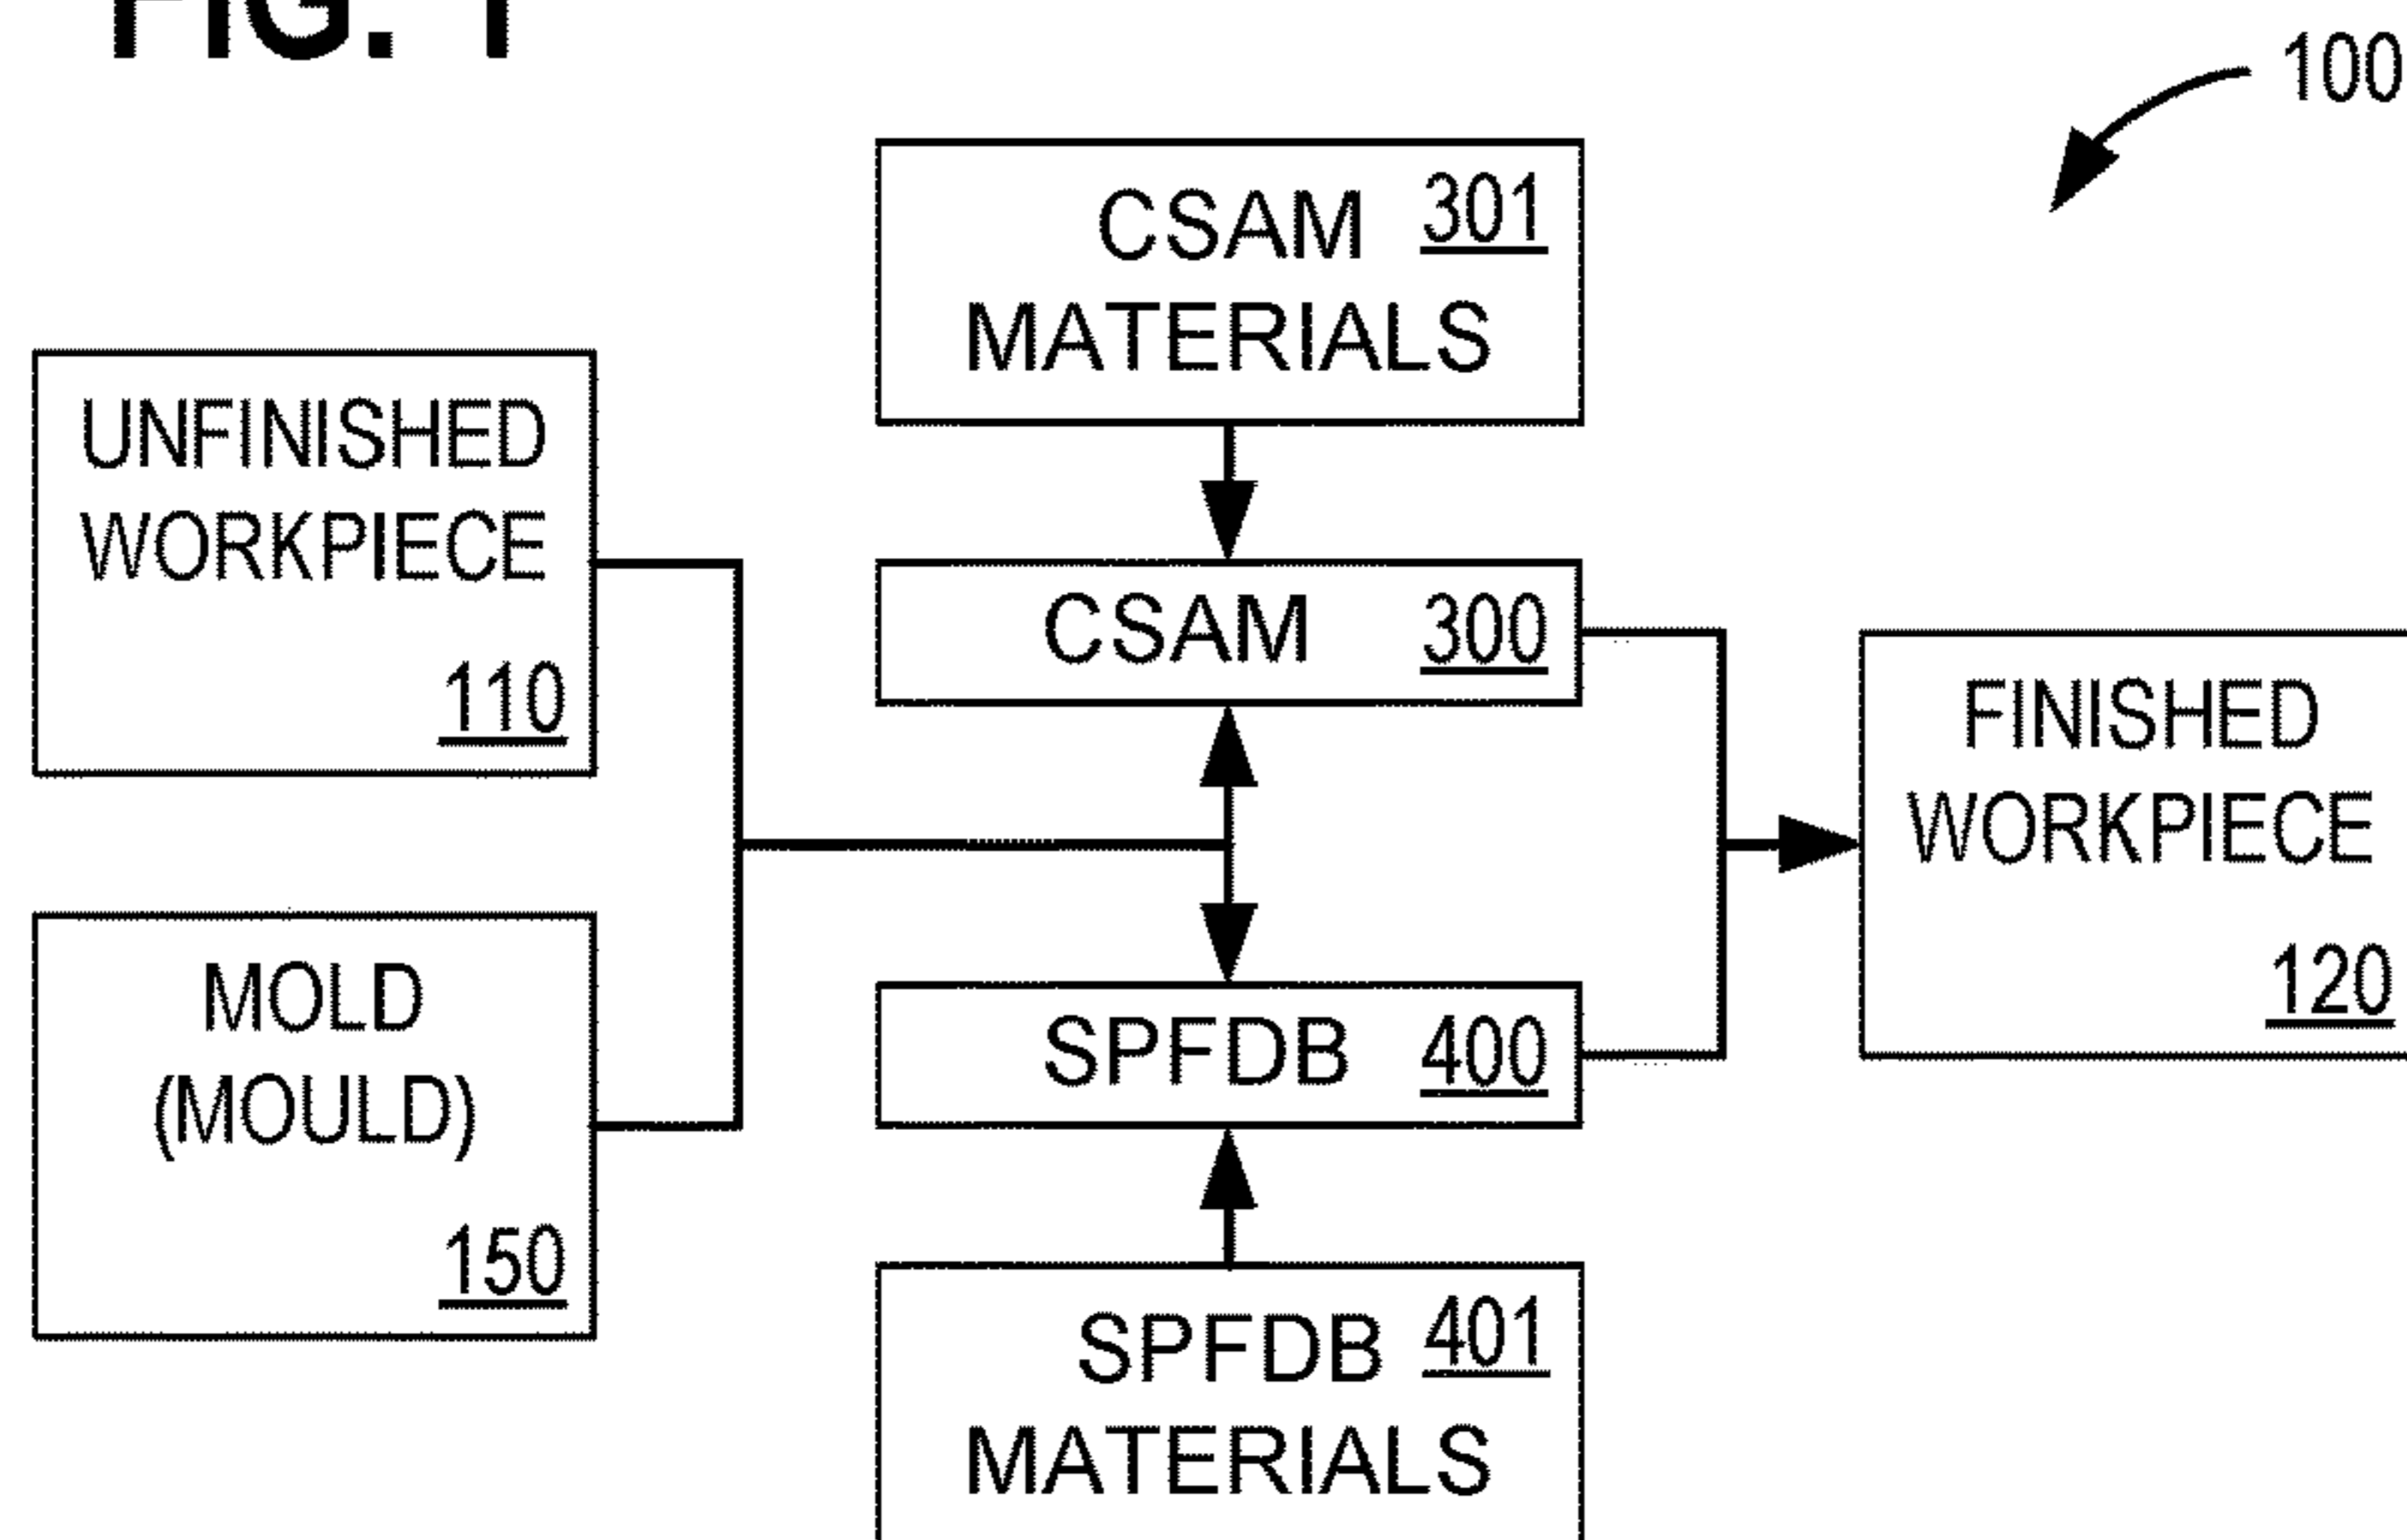 FIG. 1
100
CSAM 301
MATERIALS
UNFINISHED
WORKPIECE
110
CSAM 300
FINISHED
WORKPIECE
120
MOLD
(MOULD)
150
SPFDB 400
SPFDB 401
MATERIALS